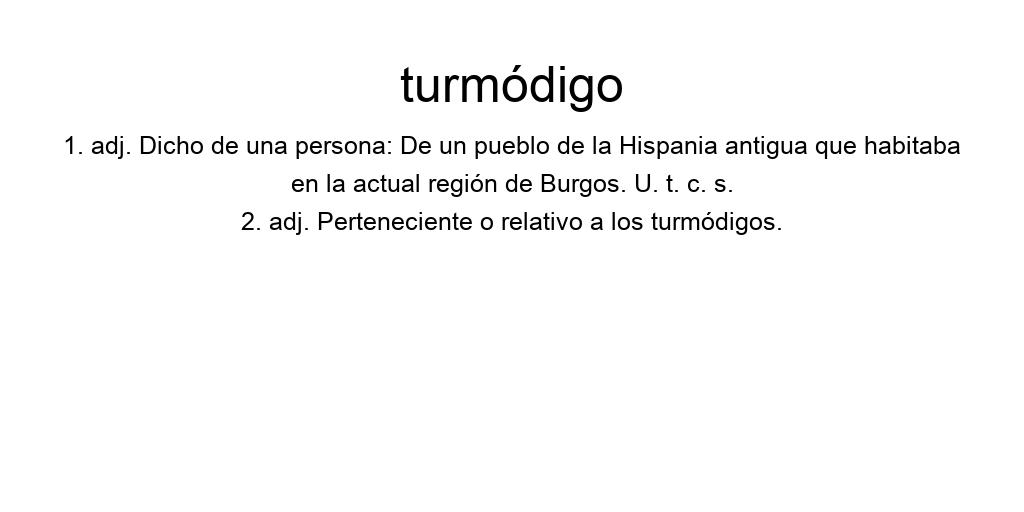 turmódigo
1. adj. Dicho de una persona: De un pueblo de la Hispania antigua que habitaba
en la actual región de Burgos. U. t. c. s.
2. adj. Perteneciente o relativo a los turmódigos.